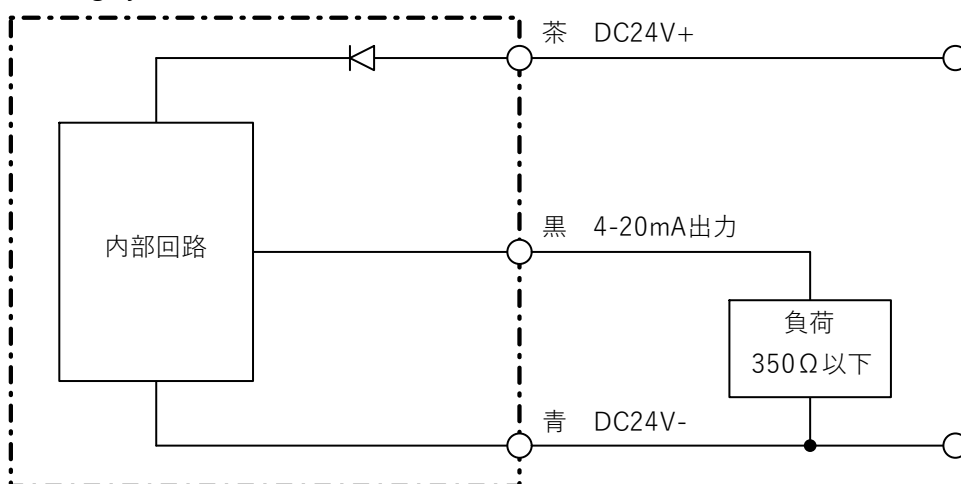 茶 DC24V+
内部回路
黒 4-20mA出力
負荷
350Ω以下
青 DC24V-